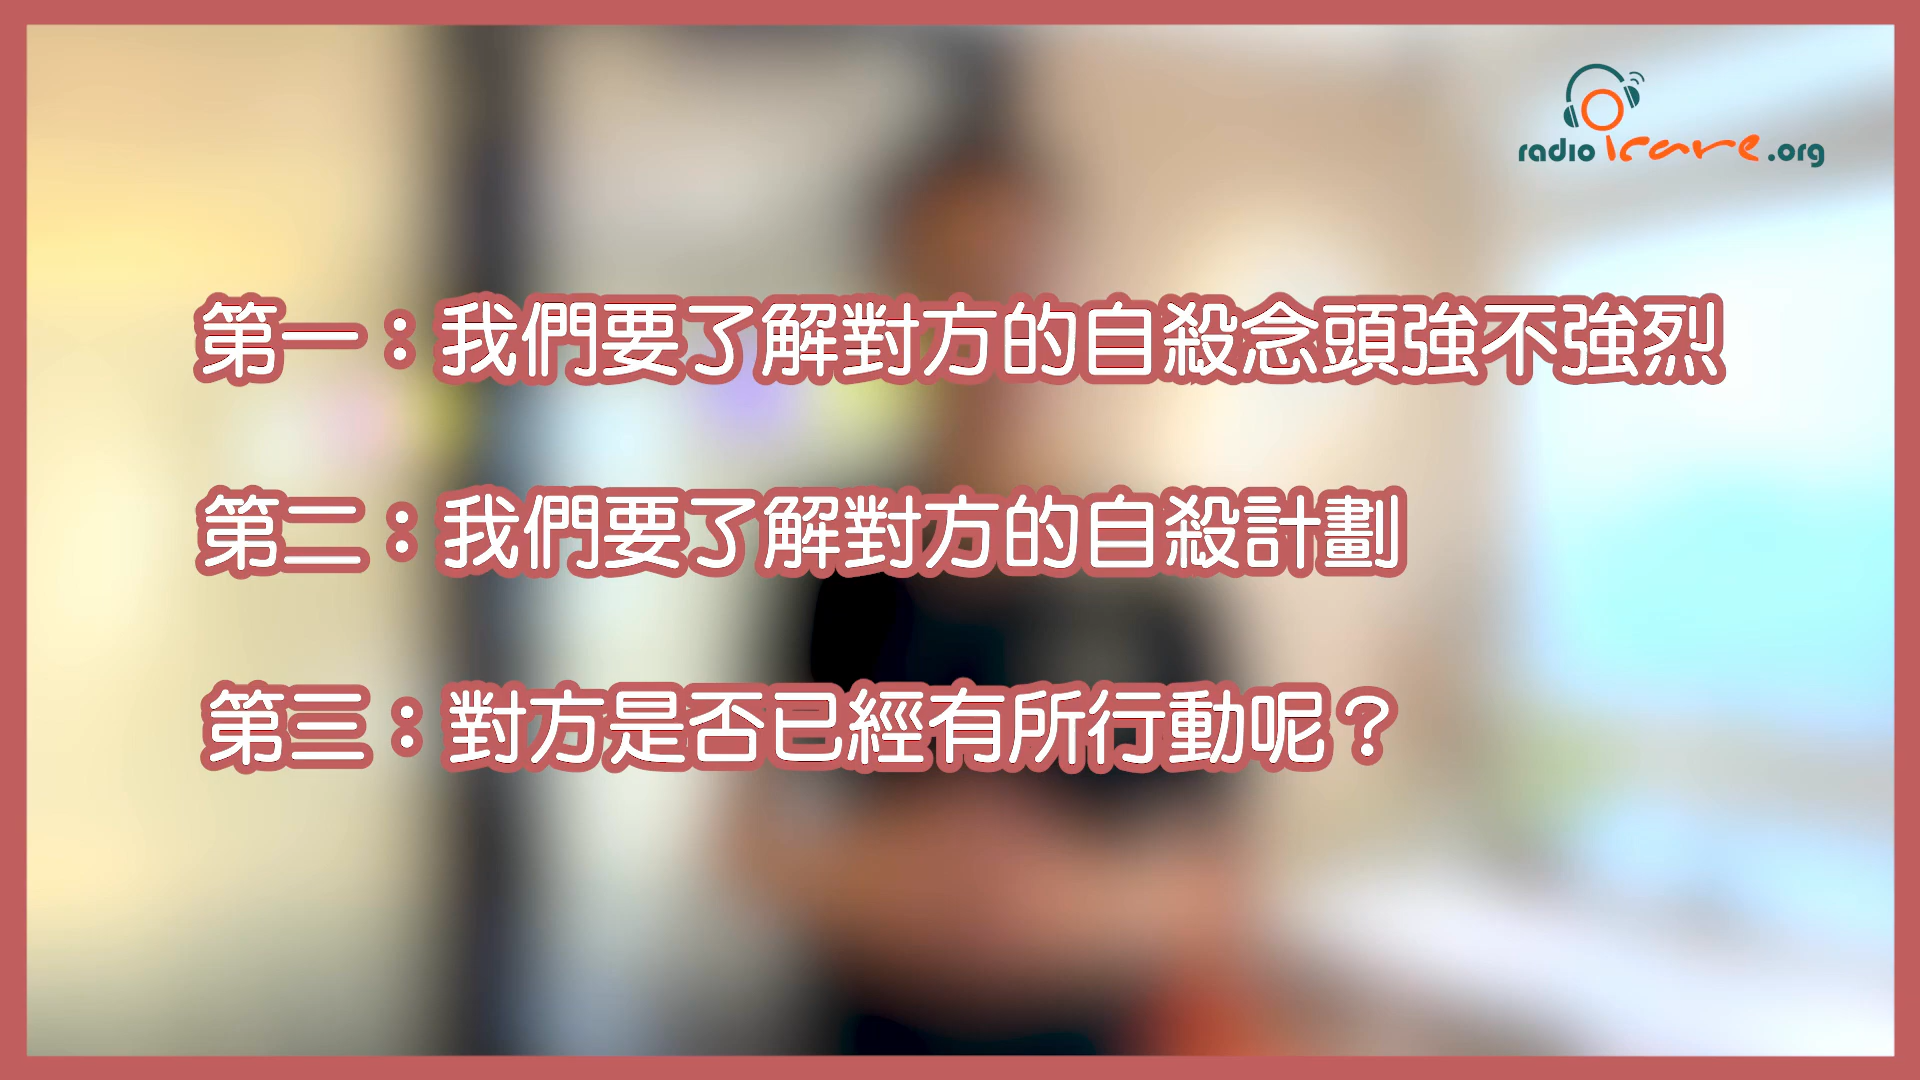 radio icare.org
第一：我們要了解對方的自殺念頭強不強烈
第二：我們要了解對方的自殺計劃
第三：對方是否已經有所行動呢？